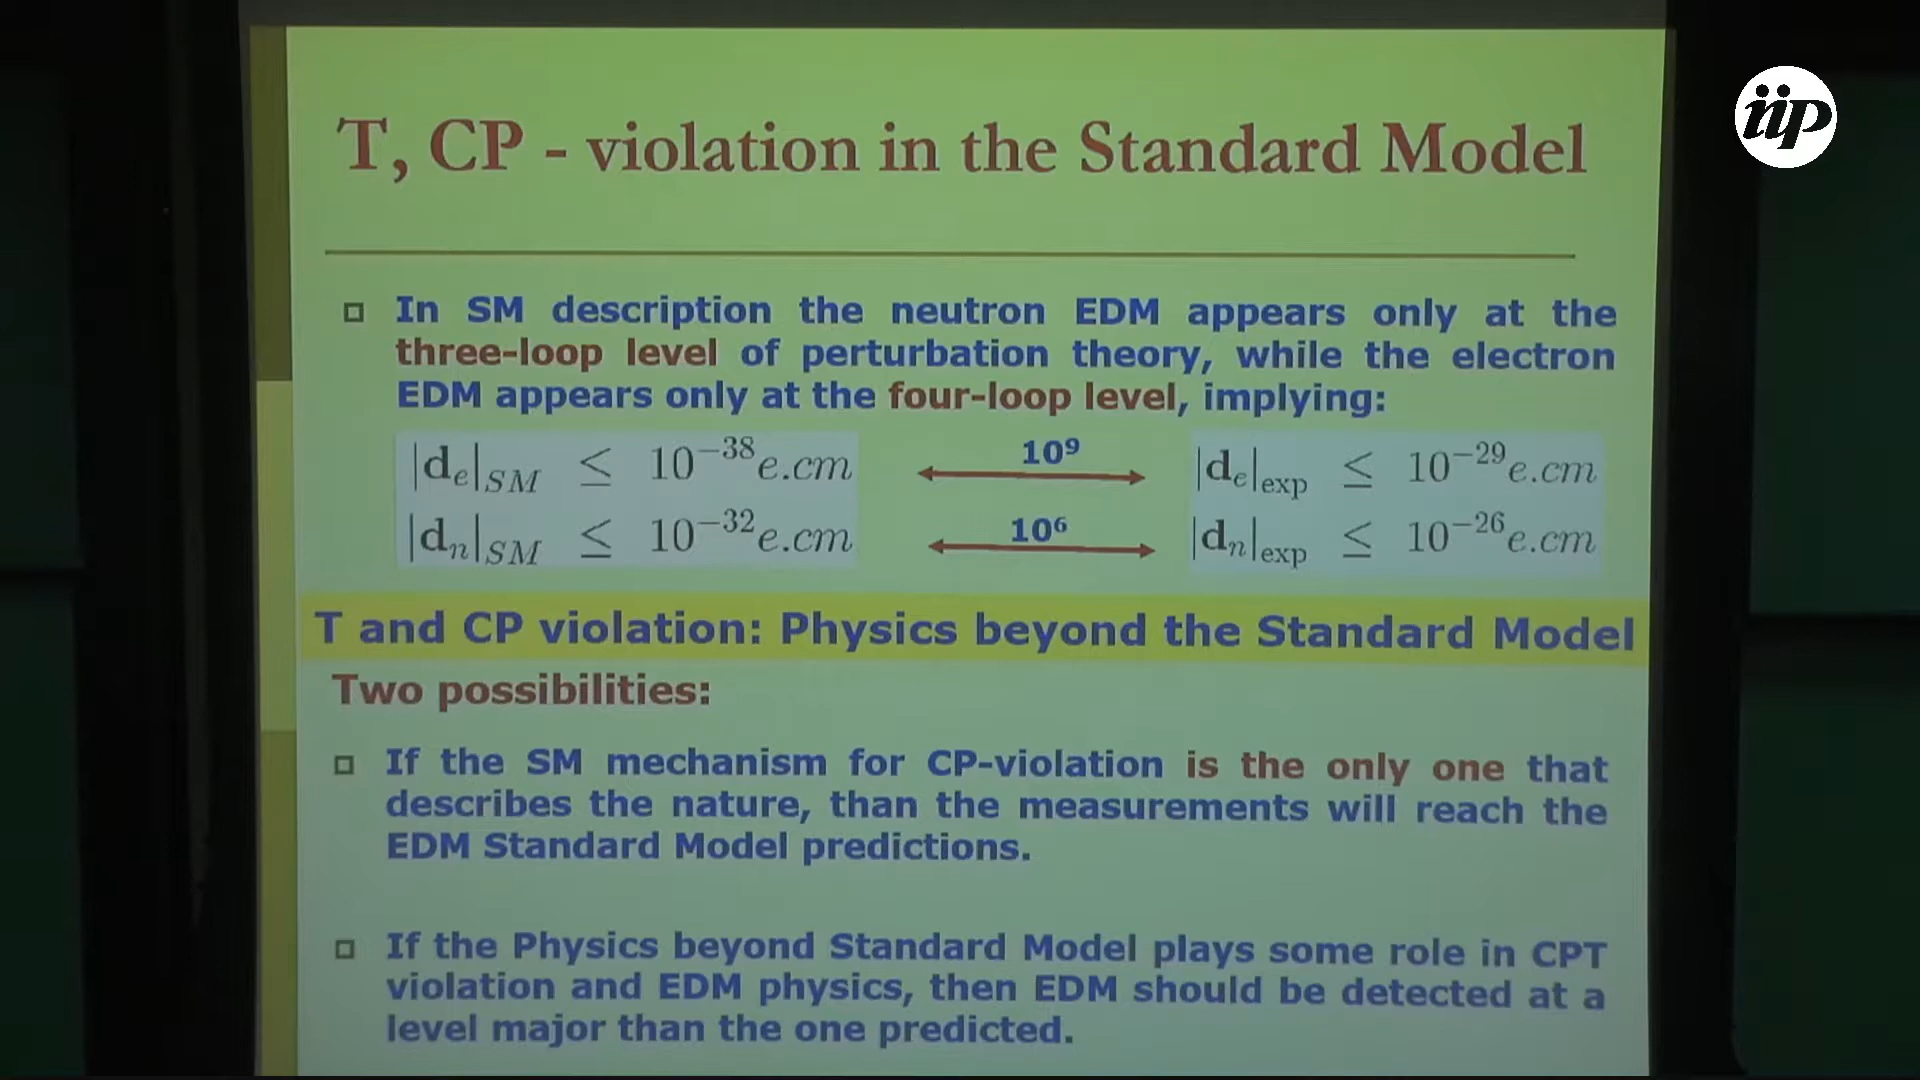 iip
T, CP - violation in the Standard Model
In SM description the neutron EDM appears only at the
three-loop level of perturbation theory, while the electron
EDM appears only at the four-loop level, implying:
|d_e|_SM ≤ 10^−38 e.cm 10^9 |d_e|_exp ≤ 10^−29 e.cm
|d_n|_SM ≤ 10^−32 e.cm 10^6 |d_n|_exp ≤ 10^−26 e.cm
T and CP violation: Physics beyond the Standard Model
Two possibilities:
If the SM mechanism for CP-violation is the only one that
describes the nature, than the measurements will reach the
EDM Standard Model predictions.
If the Physics beyond Standard Model plays some role in CPT
violation and EDM physics, then EDM should be detected at a
level major than the one predicted.